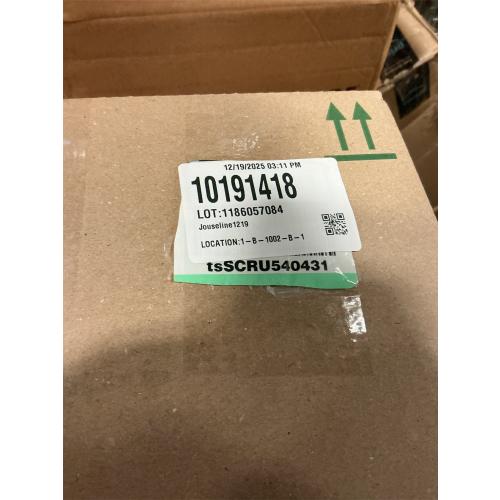 12/19/2025 03:11 PM
10191418
LOT:1186057084
Jouseline1219
LOCATION:1-B-1002-B-1
tsSCRU540431